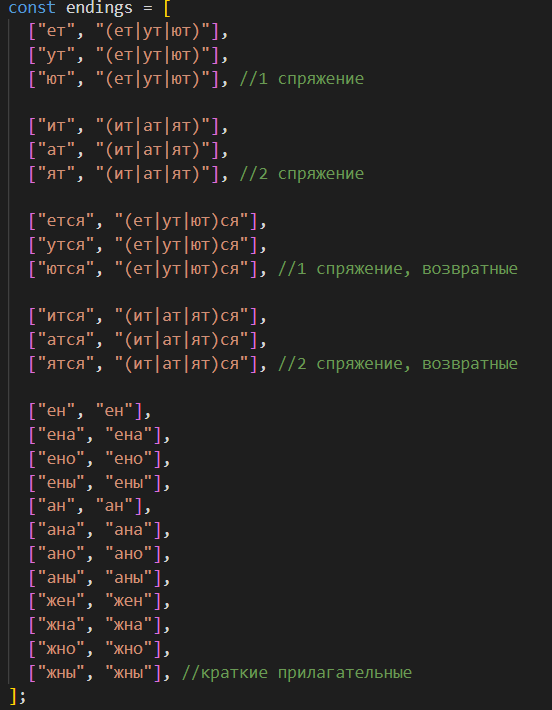 const endings = [
["ет", "(ет|ут|ют)"],
["ут", "(ет|ут|ют)"],
["ют", "(ет|ут|ют)"], //1 спряжение
["ит", "(ит|ат|ят)"],
["ат", "(ит|ат|ят)"],
["ят", "(ит|ат|ят)"], //2 спряжение
["ется", "(ет|ут|ют)ся"],
["утся", "(ет|ут|ют)ся"],
["ются", "(ет|ут|ют)ся"], //1 спряжение, возвратные
["ится", "(ит|ат|ят)ся"],
["атся", "(ит|ат|ят)ся"],
["ятся", "(ит|ат|ят)ся"], //2 спряжение, возвратные
["ен", "ен"],
["ена", "ена"],
["ено", "ено"],
["ены", "ены"],
["ан", "ан"],
["ана", "ана"],
["ано", "ано"],
["аны", "аны"],
["жен", "жен"],
["жна", "жна"],
["жно", "жно"],
["жны", "жны"], //краткие прилагательные
];